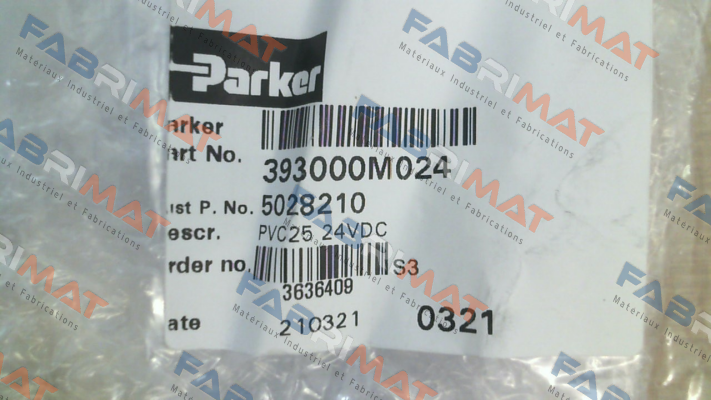 Parker
arker
art No.
393000M024
ust P. No. 5028210
escr. PVC25 24VDC
rder no. S3
3636409
ate 210321 0321
FABRIMAT
Materiaux Industriel et Fabrications